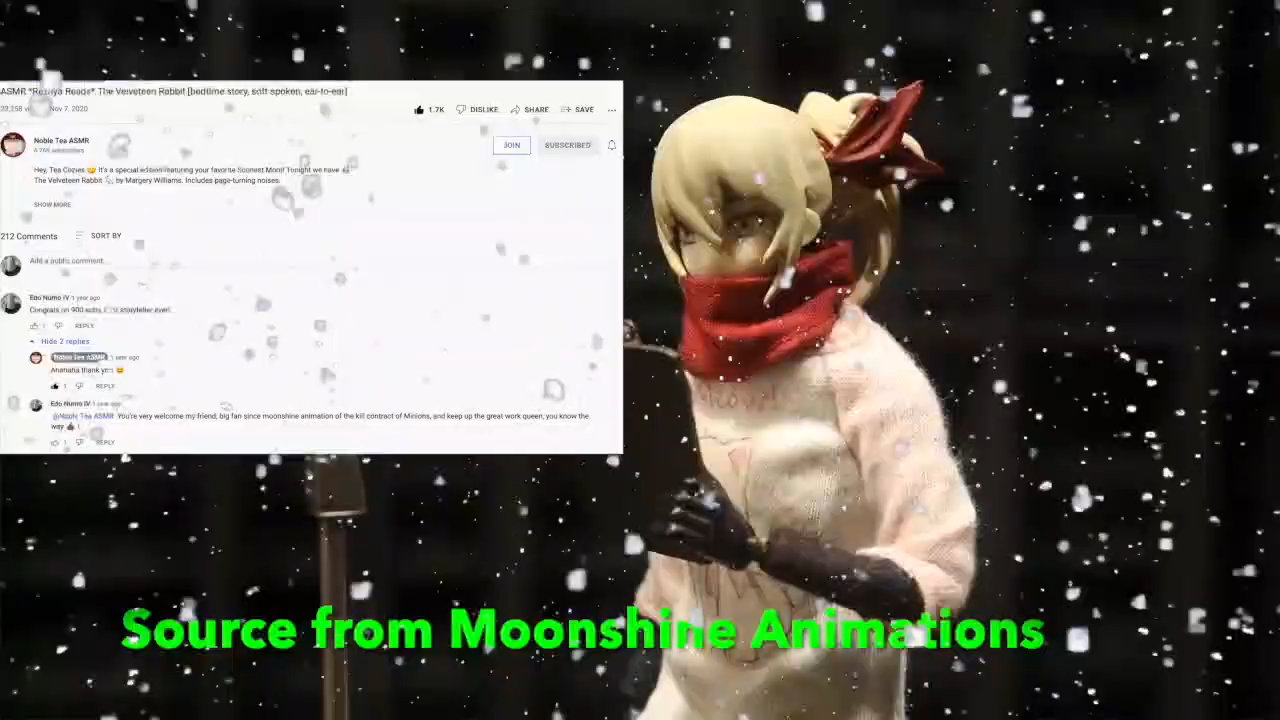 ASMR *Reads* The Velveteen Rabbit [bedtime story, soft spoken, ear-to-ear]
Nov 7, 2020
1.7K DISLIKE SHARE SAVE
Noble Tea ASMR
JOIN SUBSCRIBED
Hey, Tea Cozies It's a special edition featuring your favorite Tonight we have
The Velveteen Rabbit by Margery Williams. Includes page-turning noises.
SHOW MORE
212 Comments SORT BY
Add a public comment...
Edo Numo IV 1 year ago
Congrats on 900 subs storyteller ever!
1 REPLY
Hide 2 replies
Noble Tea ASMR 1 year ago
Ahahaha thank you
1 REPLY
Edo Numo IV 1 year ago
@Noble Tea ASMR You're very welcome my friend, big fan since moonshine animation of the kill contract of Minions, and keep up the great work queen, you know the
way !
1 REPLY
Source from Moonshine Animations